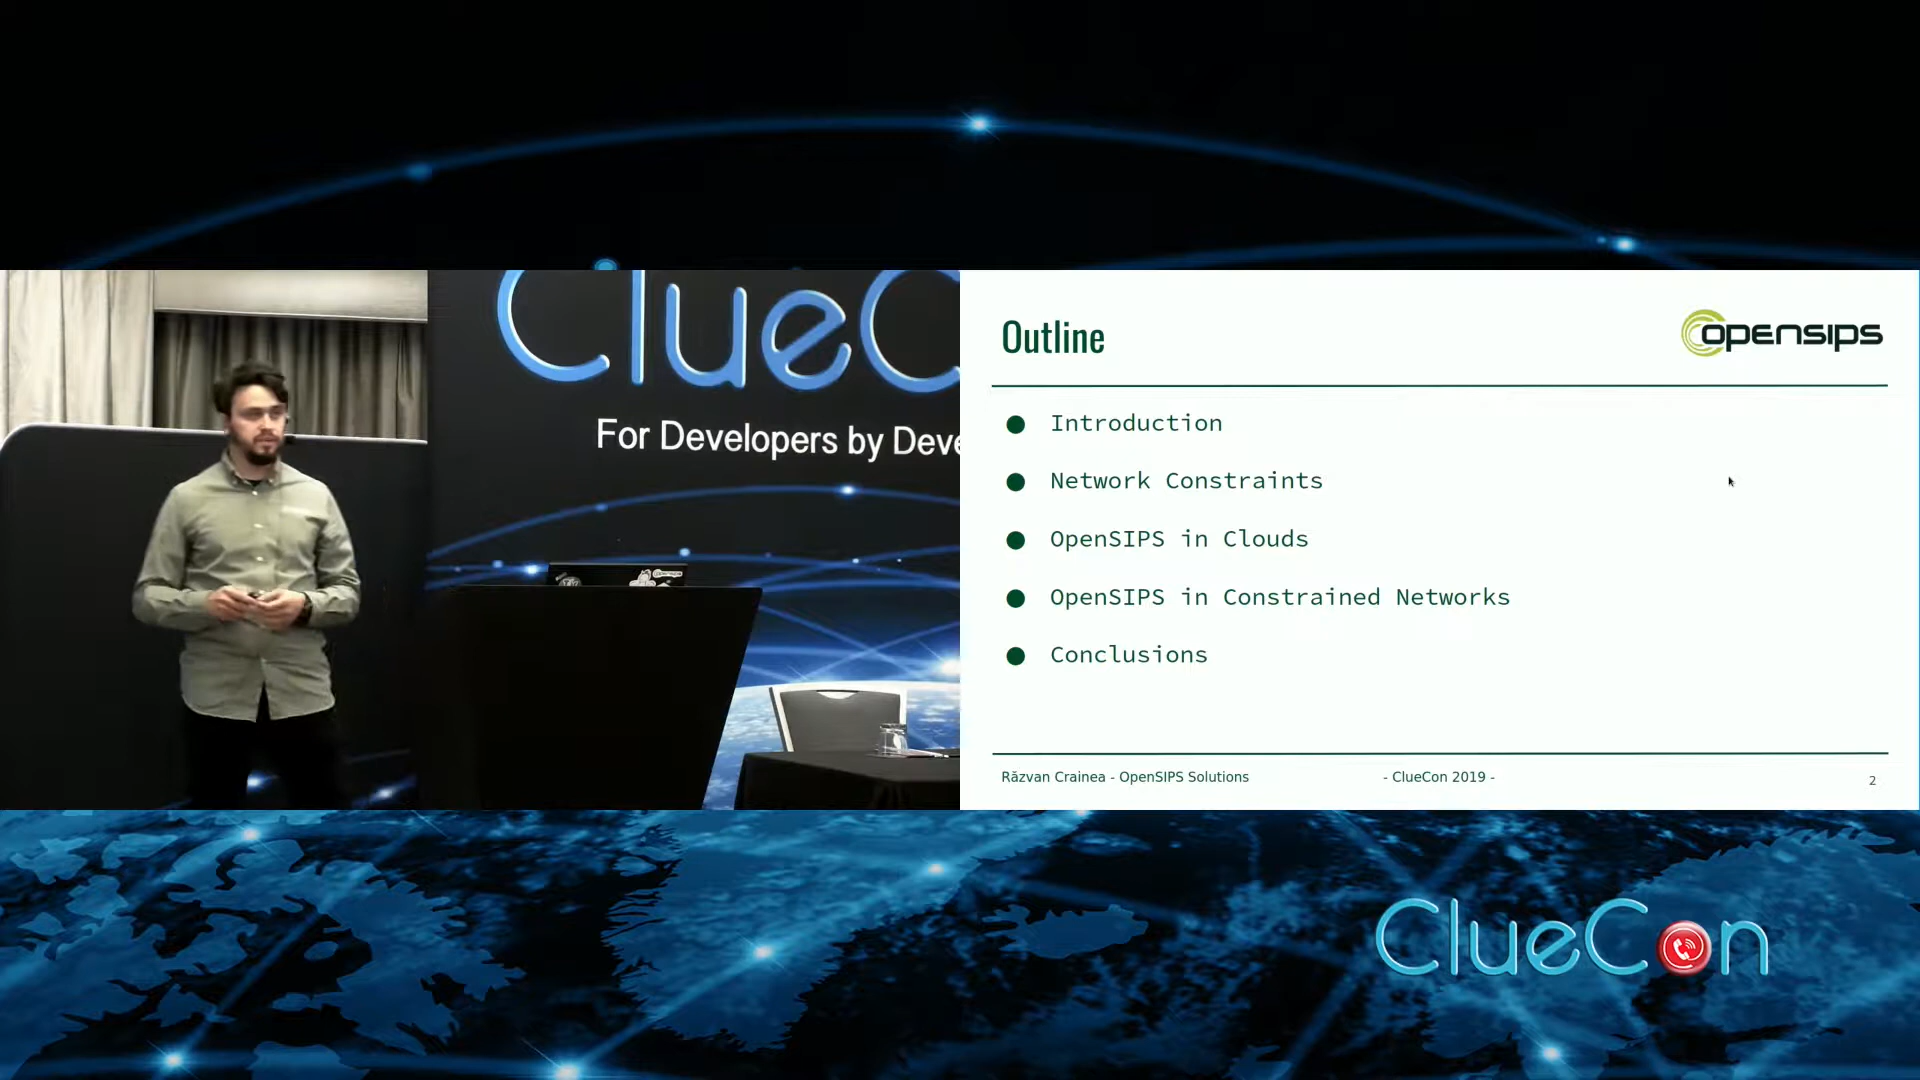 ClueC
For Developers by Deve
Outline
opensips
Introduction
Network Constraints
OpenSIPS in Clouds
OpenSIPS in Constrained Networks
Conclusions
Răzvan Crainea - OpenSIPS Solutions
- ClueCon 2019 -
2
ClueCon